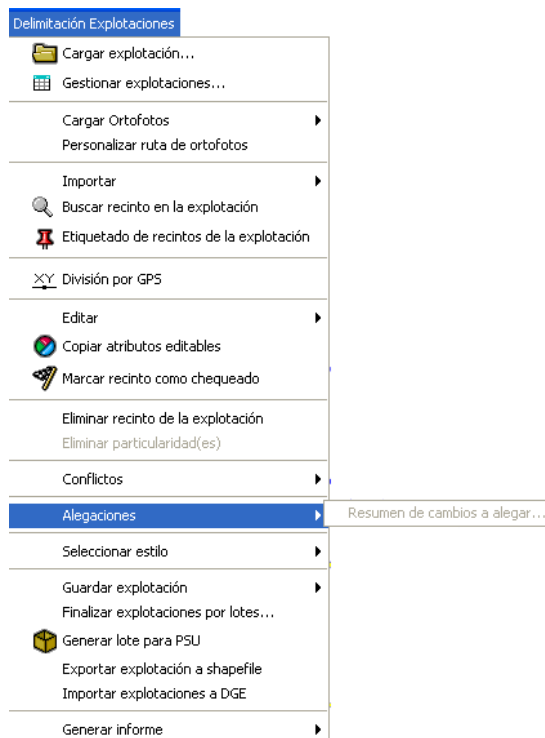 Delimitación Explotaciones
Cargar explotación...
Gestionar explotaciones...
Cargar Ortofotos
Personalizar ruta de ortofotos
Importar
Buscar recinto en la explotación
Etiquetado de recintos de la explotación
XY División por GPS
Editar
Copiar atributos editables
Marcar recinto como chequeado
Eliminar recinto de la explotación
Eliminar particularidad(es)
Conflictos
Alegaciones
Resumen de cambios a alegar...
Seleccionar estilo
Guardar explotación
Finalizar explotaciones por lotes...
Generar lote para PSU
Exportar explotación a shapefile
Importar explotaciones a DGE
Generar informe